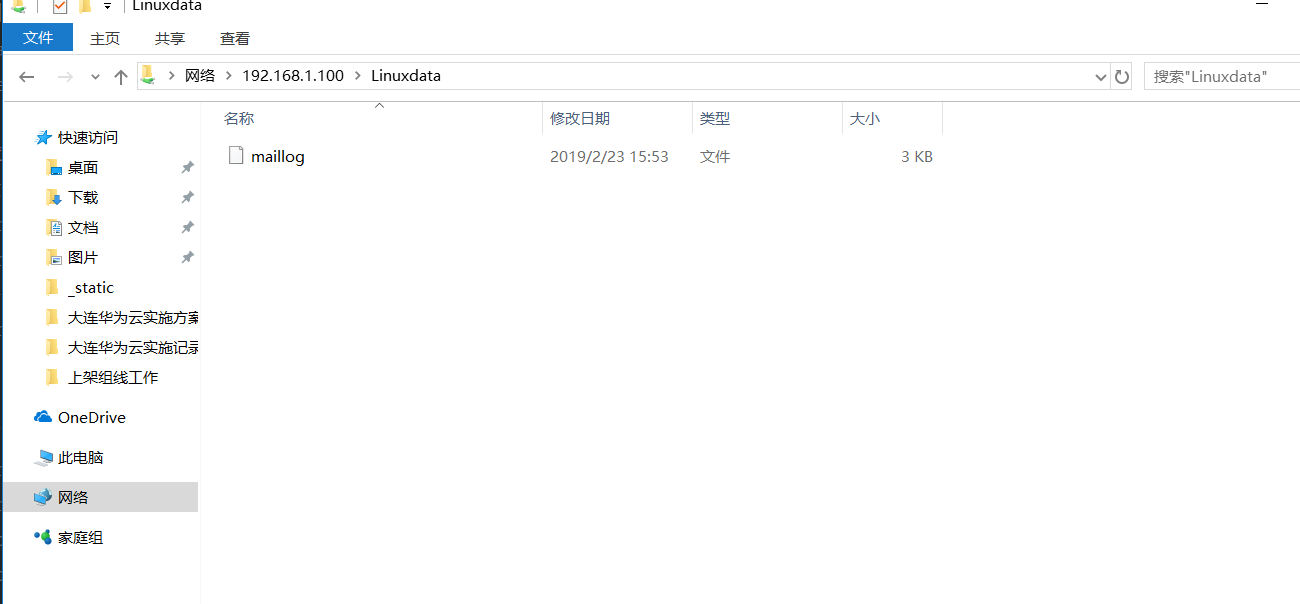 Linuxdata
文件 主页 共享 查看
网络 192.168.1.100 Linuxdata 搜索"Linuxdata"
名称 修改日期 类型 大小
maillog 2019/2/23 15:53 文件 3 KB
快速访问
桌面
下载
文档
图片
_static
大连华为云实施方案
大连华为云实施记录
上架组线工作
OneDrive
此电脑
网络
家庭组